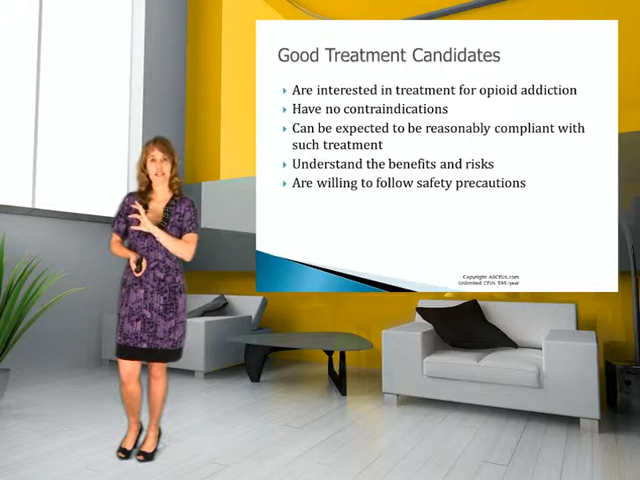 Good Treatment Candidates
Are interested in treatment for opioid addiction
Have no contraindications
Can be expected to be reasonably compliant with
such treatment
Understand the benefits and risks
Are willing to follow safety precautions
Copyright AllCEUs.com
Unlimited CEUs $99/year